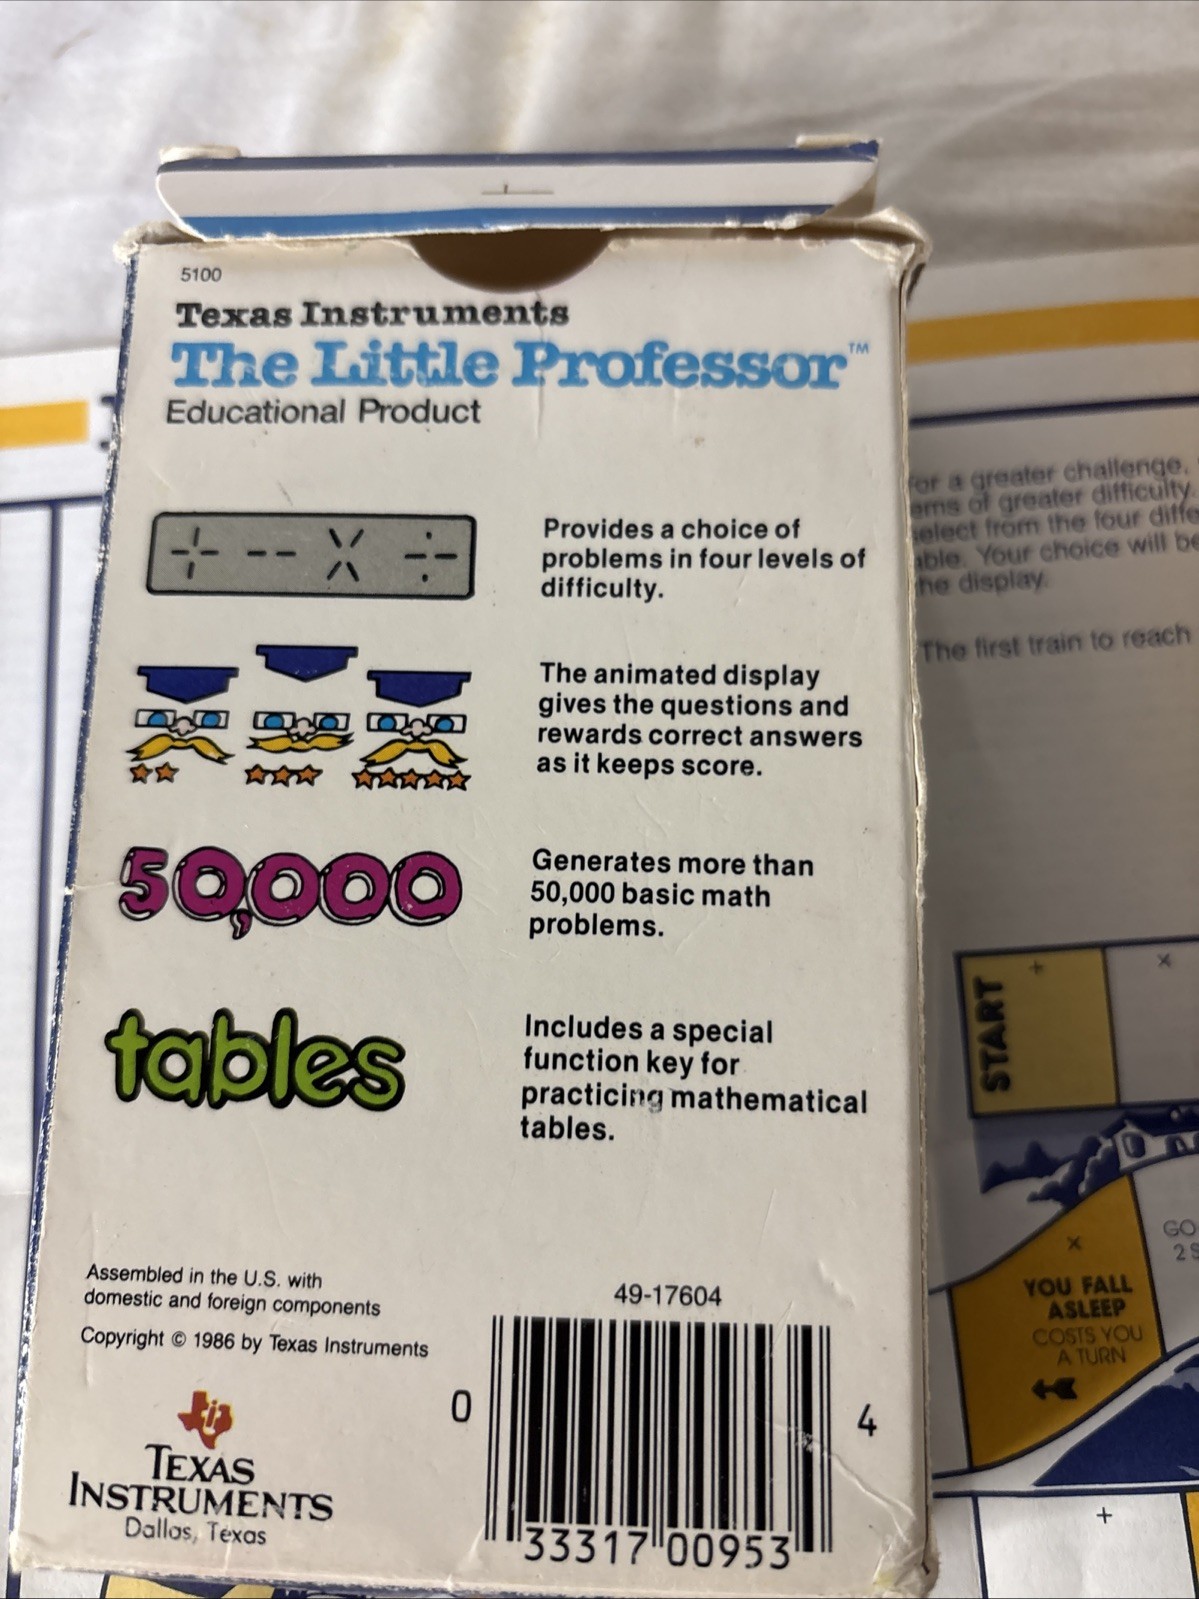 5100
Texas Instruments
The Little Professor™
Educational Product
+ -- X ÷
Provides a choice of
problems in four levels of
difficulty.
The animated display
gives the questions and
rewards correct answers
as it keeps score.
50,000
Generates more than
50,000 basic math
problems.
tables
Includes a special
function key for
practicing mathematical
tables.
Assembled in the U.S. with
domestic and foreign components
Copyright © 1986 by Texas Instruments
TEXAS
INSTRUMENTS
Dallas, Texas
49-17604
0 33317 00953 4
for a greater challenge,
of greater difficulty
select from the four
Your choice will be
display.
The first train to reach
START
+
x
x
YOU FALL
ASLEEP
COSTS YOU
A TURN
GO
2
+